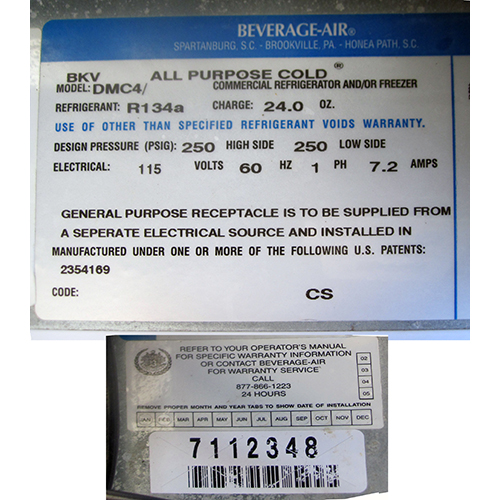 BEVERAGE-AIR®
SPARTANBURG, S.C. - BROOKVILLE, PA. - HONEA PATH, S.C.
BKV ALL PURPOSE COLD ®
MODEL: DMC4/ COMMERCIAL REFRIGERATOR AND/OR FREEZER
REFRIGERANT: R134a CHARGE: 24.0 OZ.
USE OF OTHER THAN SPECIFIED REFRIGERANT VOIDS WARRANTY.
DESIGN PRESSURE (PSIG): 250 HIGH SIDE 250 LOW SIDE
ELECTRICAL: 115 VOLTS 60 HZ 1 PH 7.2 AMPS
GENERAL PURPOSE RECEPTACLE IS TO BE SUPPLIED FROM
A SEPERATE ELECTRICAL SOURCE AND INSTALLED IN
MANUFACTURED UNDER ONE OR MORE OF THE FOLLOWING U.S. PATENTS:
2354169
CODE: CS
REFER TO YOUR OPERATOR'S MANUAL
FOR SPECIFIC WARRANTY INFORMATION
OR CONTACT BEVERAGE-AIR
FOR WARRANTY SERVICE
CALL
877-866-1223
24 HOURS
02
03
04
05
REMOVE PROPER MONTH AND YEAR TABS TO SHOW DATE OF INSTALLATION
JAN FEB MAR APR MAY JUN JUL AUG SEP OCT NOV DEC
7112348